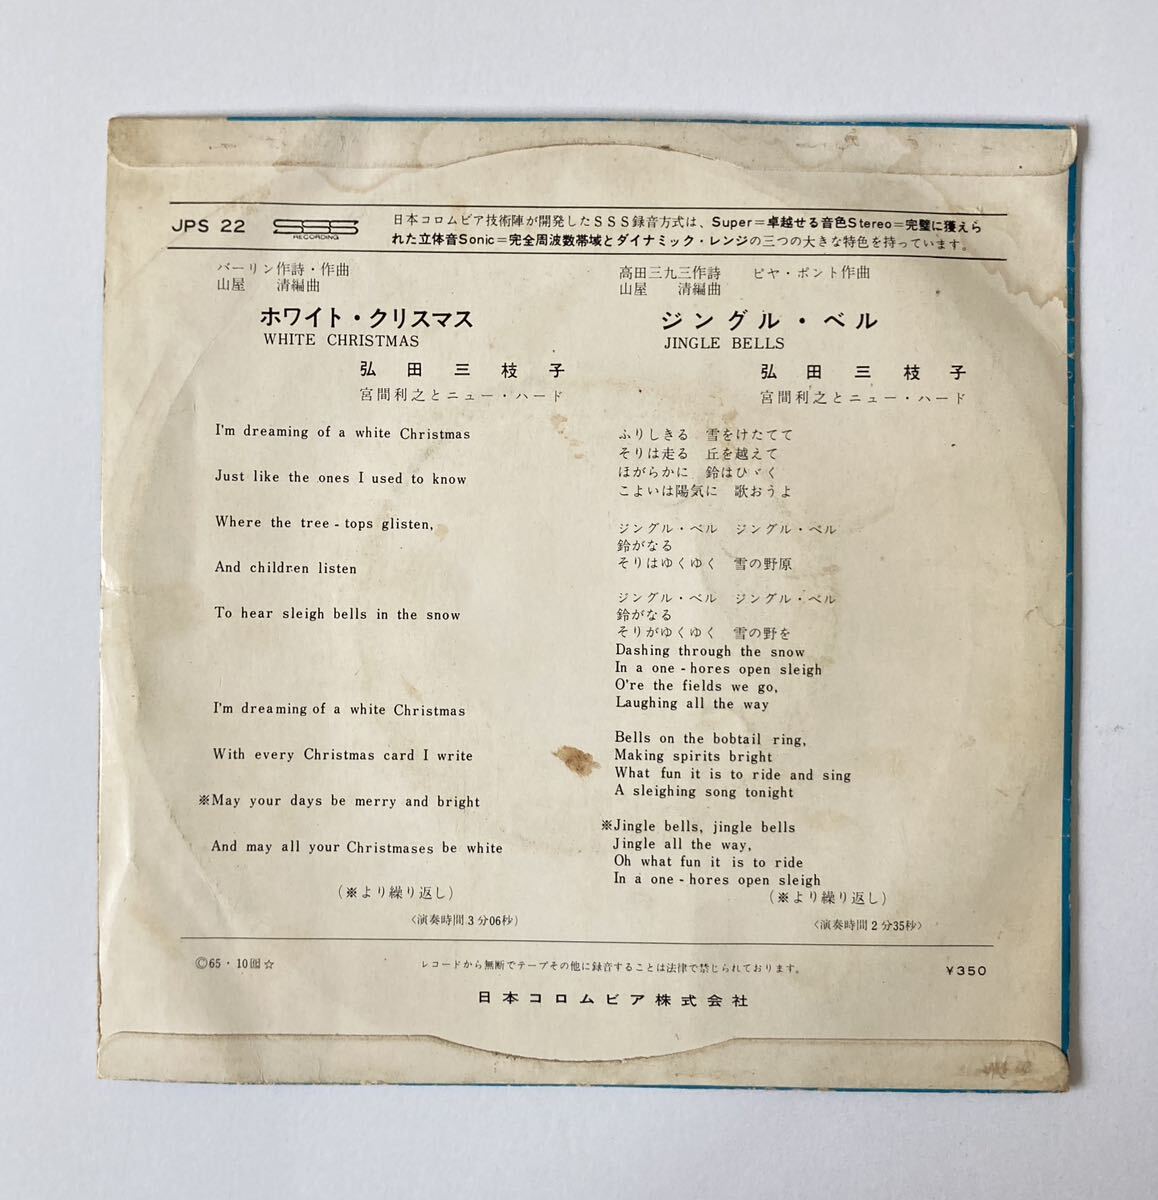 JPS 22
SSS
RECORDING
日本コロムビア技術陣が開発したSSS録音方式は、Super＝卓越せる音色Stereo＝完璧に獲えら
れた立体音Sonic＝完全周波数帯域とダイナミック・レンジの三つの大きな特色を持っています。
バーリン作詩・作曲
山屋　清編曲
ホワイト・クリスマス
WHITE CHRISTMAS
弘田三枝子
宮間利之とニュー・ハード
I'm dreaming of a white Christmas
Just like the ones I used to know
Where the tree - tops glisten,
And children listen
To hear sleigh bells in the snow
I'm dreaming of a white Christmas
With every Christmas card I write
※May your days be merry and bright
And may all your Christmases be white
(※より繰り返し)
〈演奏時間3分06秒〉
高田三九三作詩　ピヤ・ポント作曲
山屋　清編曲
ジングル・ベル
JINGLE BELLS
弘田三枝子
宮間利之とニュー・ハード
ふりしきる　雪をけたてて
そりは走る　丘を越えて
ほがらかに　鈴はひゞく
こよいは陽気に　歌おうよ
ジングル・ベル　ジングル・ベル
鈴がなる
そりはゆくゆく　雪の野原
ジングル・ベル　ジングル・ベル
鈴がなる
そりがゆくゆく　雪の野を
Dashing through the snow
In a one - hores open sleigh
O're the fields we go,
Laughing all the way
Bells on the bobtail ring,
Making spirits bright
What fun it is to ride and sing
A sleighing song tonight
※Jingle bells, jingle bells
Jingle all the way,
Oh what fun it is to ride
In a one - hores open sleigh
(※より繰り返し)
〈演奏時間2分35秒〉
©65・10 ☆
レコードから無断でテープその他に録音することは法律で禁じられております。
¥350
日本コロムビア株式会社